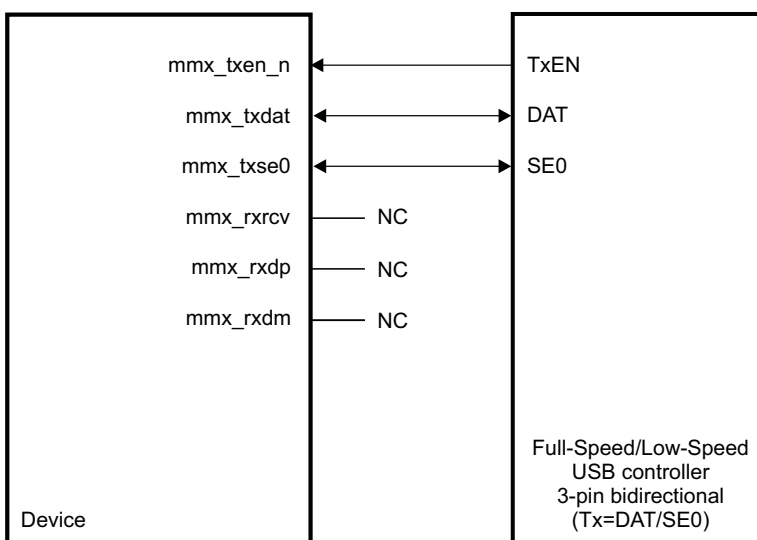 mmx_txen_n TxEN
mmx_txdat DAT
mmx_txse0 SE0
mmx_rxrcv NC
mmx_rxdp NC
mmx_rxdm NC
Full-Speed/Low-Speed
USB controller
3-pin bidirectional
(Tx=DAT/SE0)
Device